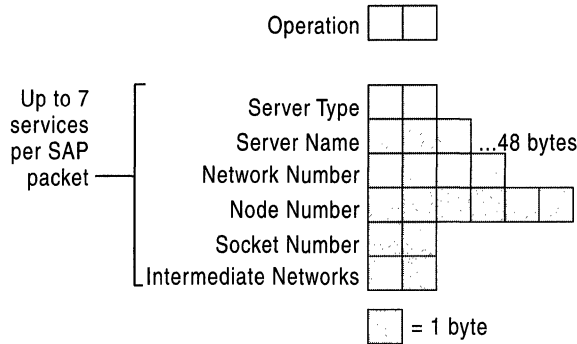 Operation
Up to 7
services
per SAP
packet
Server Type
Server Name
...48 bytes
Network Number
Node Number
Socket Number
Intermediate Networks
= 1 byte